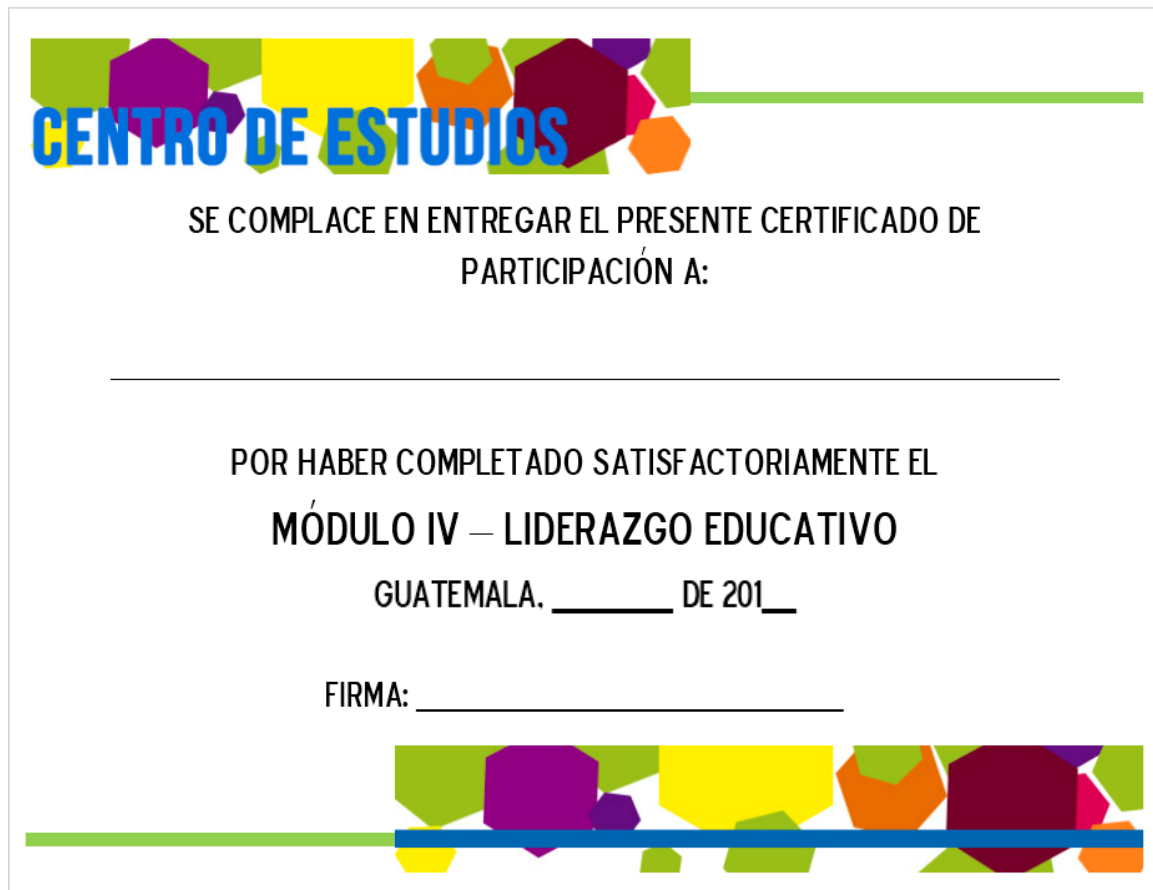 CENTRO DE ESTUDIOS
SE COMPLACE EN ENTREGAR EL PRESENTE CERTIFICADO DE
PARTICIPACIÓN A:
POR HABER COMPLETADO SATISFACTORIAMENTE EL
MÓDULO IV – LIDERAZGO EDUCATIVO
GUATEMALA, ________ DE 201__
FIRMA: ____________________________